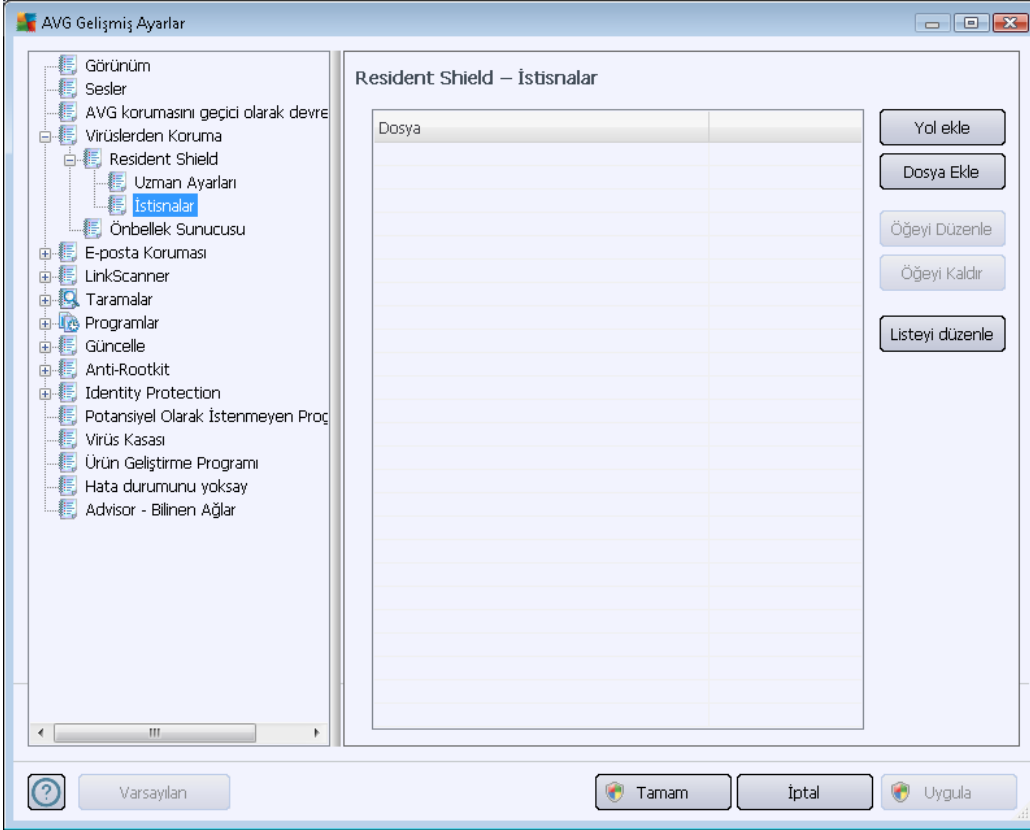 AVG Gelişmiş Ayarlar
Görünüm
Sesler
AVG korumasını geçici olarak devre
Virüslerden Koruma
Resident Shield
Uzman Ayarları
İstisnalar
Önbellek Sunucusu
E-posta Koruması
LinkScanner
Taramalar
Programlar
Güncelle
Anti-Rootkit
Identity Protection
Potansiyel Olarak İstenmeyen Prog
Virüs Kasası
Ürün Geliştirme Programı
Hata durumunu yoksay
Advisor - Bilinen Ağlar
Resident Shield – İstisnalar
Dosya
Yol ekle
Dosya Ekle
Öğeyi Düzenle
Öğeyi Kaldır
Listeyi düzenle
Varsayılan
Tamam
İptal
Uygula